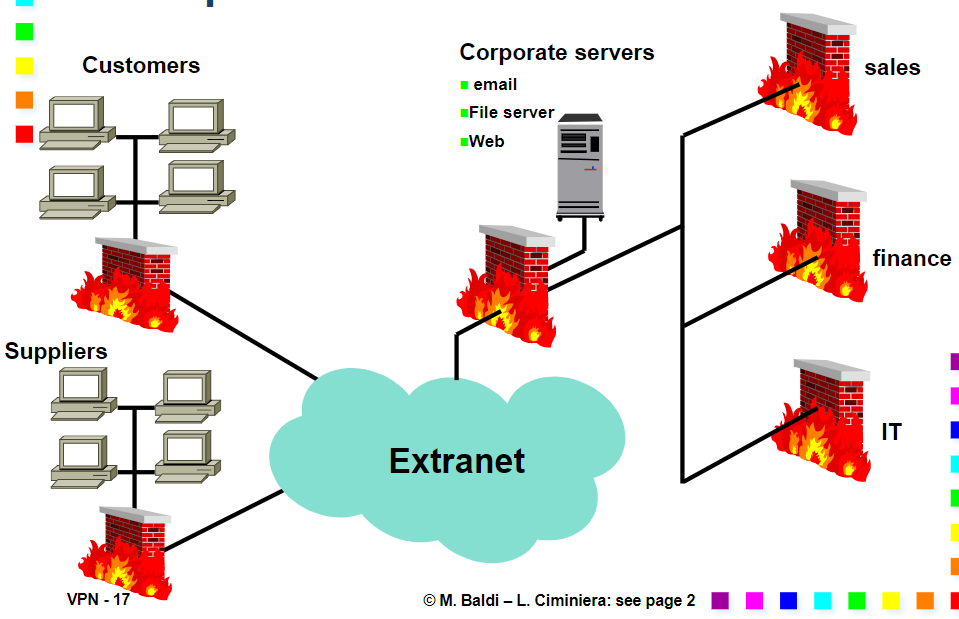 Customers
Corporate servers
email
File server
Web
sales
finance
IT
Suppliers
Extranet
VPN - 17
© M. Baldi – L. Ciminiera: see page 2